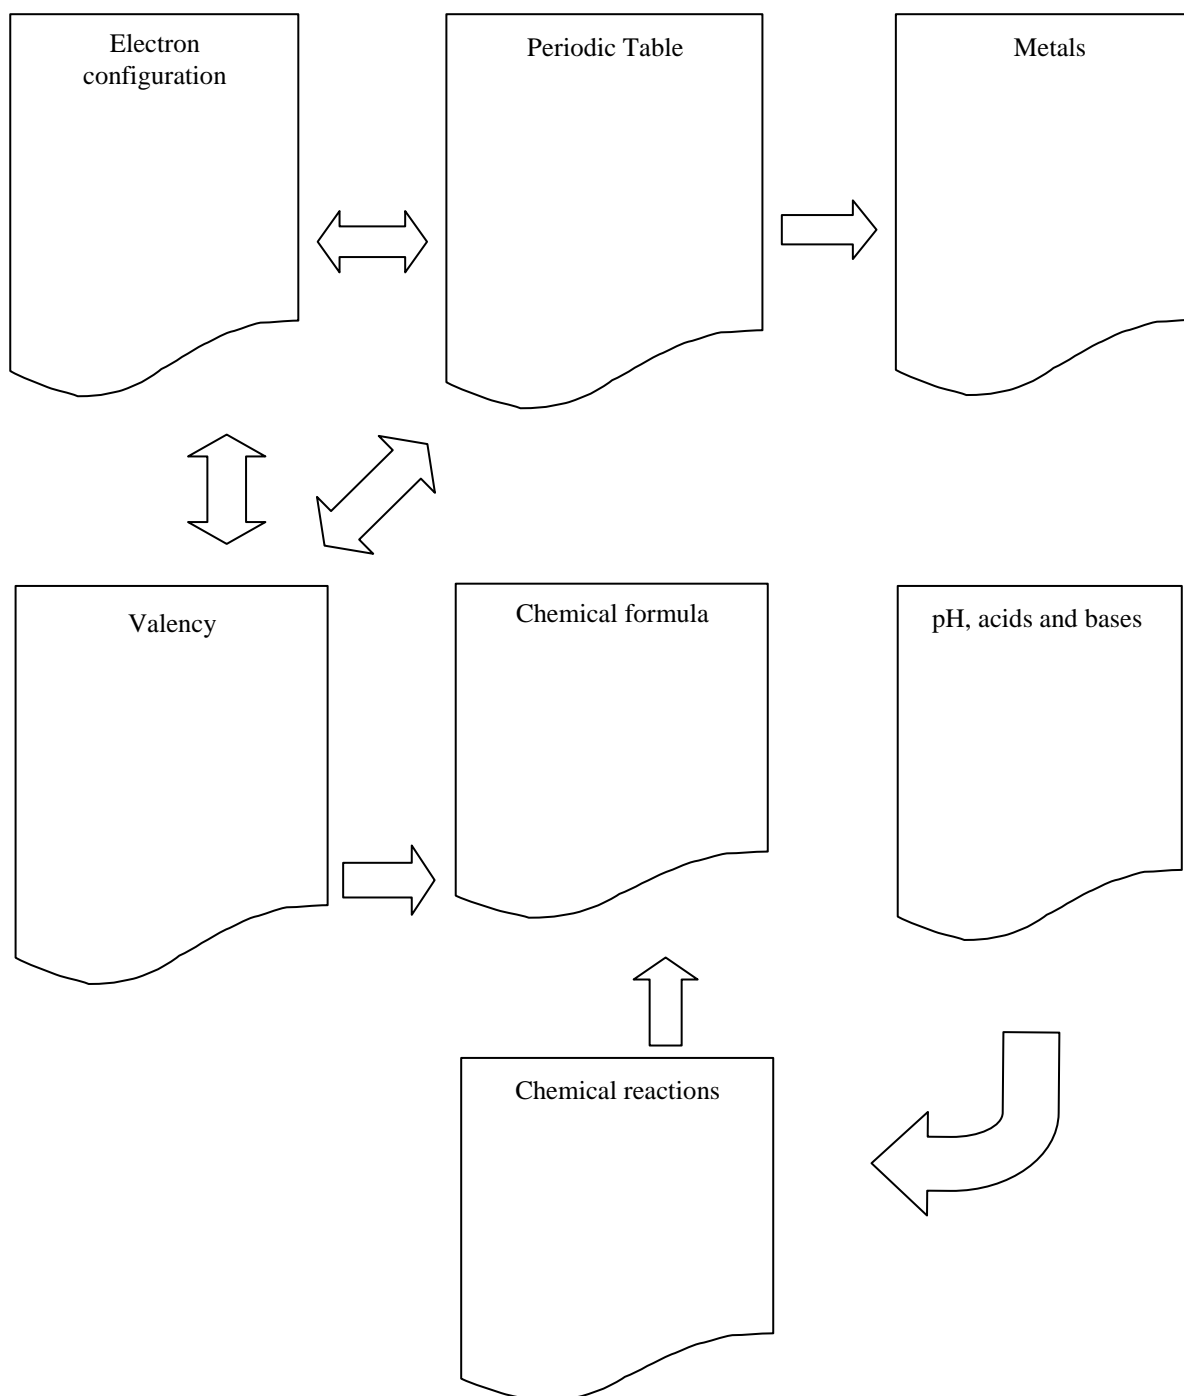 Electron
configuration
Periodic Table
Metals
Valency
Chemical formula
pH, acids and bases
Chemical reactions